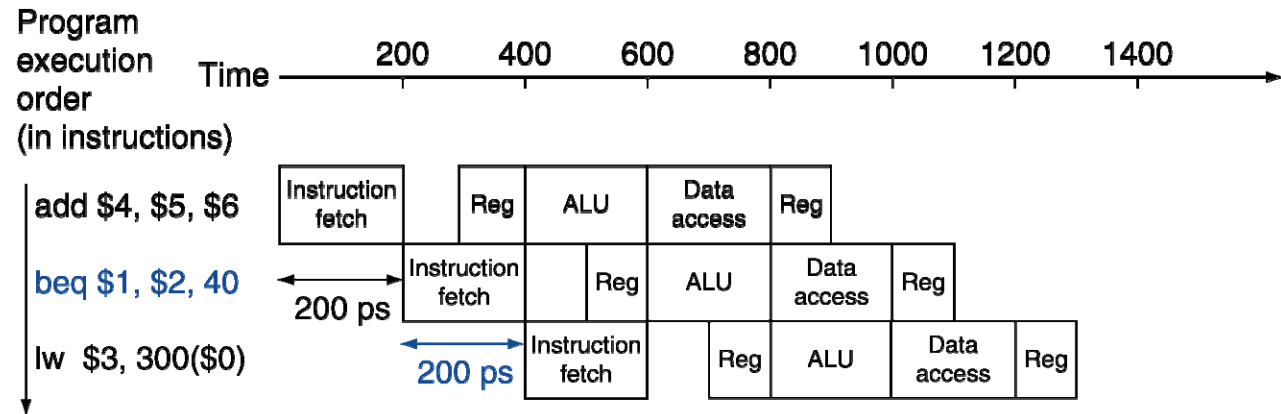 Program
execution
order
(in instructions)
Time
200 400 600 800 1000 1200 1400
add $4, $5, $6
Instruction
fetch
Reg
ALU
Data
access
Reg
beq $1, $2, 40
200 ps
Instruction
fetch
Reg
ALU
Data
access
Reg
lw $3, 300($0)
200 ps
Instruction
fetch
Reg
ALU
Data
access
Reg